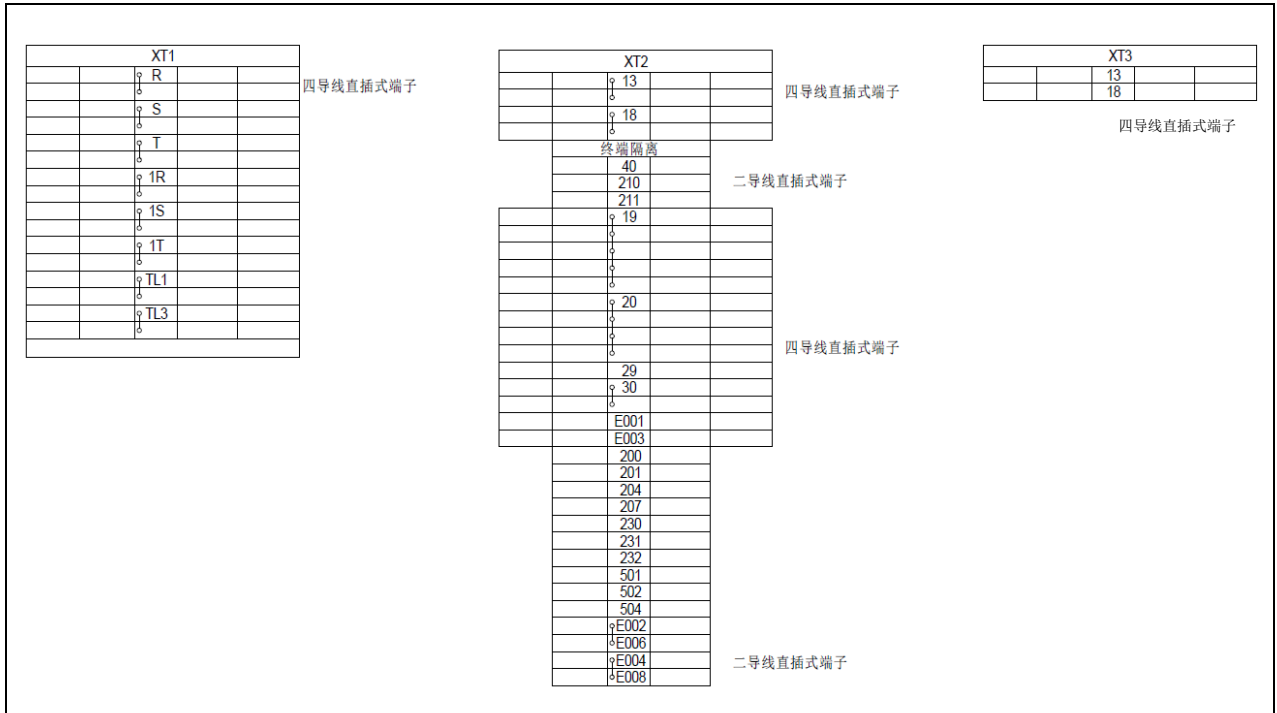 XT1
R
S
T
1R
1S
1T
TL1
TL3
四导线直插式端子
XT2
13
18
四导线直插式端子
终端隔离
40
210
211
二导线直插式端子
19
20
29
30
E001
E003
四导线直插式端子
200
201
204
207
230
231
232
501
502
504
E002
E006
E004
E008
二导线直插式端子
XT3
13
18
四导线直插式端子